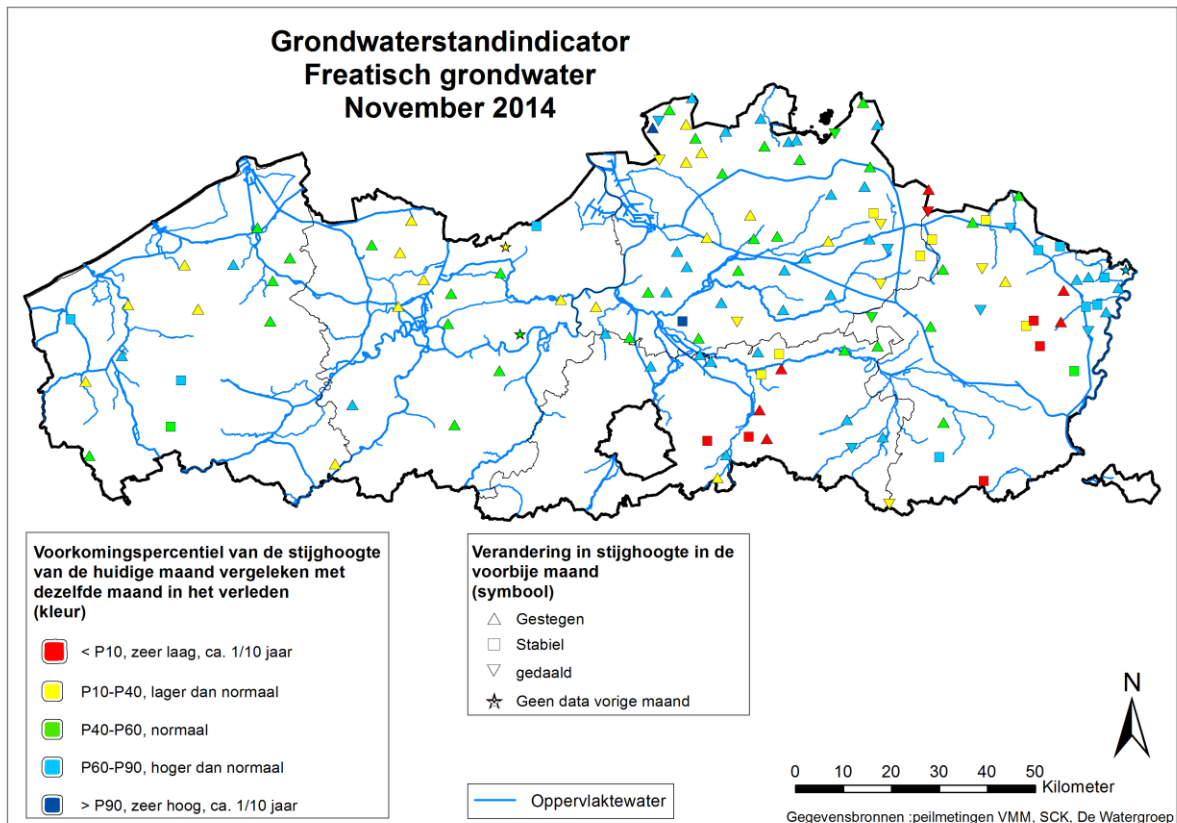 Grondwaterstandindicator
Freatisch grondwater
November 2014
Voorkomingspercentiel van de stijghoogte
van de huidige maand vergeleken met
dezelfde maand in het verleden
(kleur)
< P10, zeer laag, ca. 1/10 jaar
P10-P40, lager dan normaal
P40-P60, normaal
P60-P90, hoger dan normaal
> P90, zeer hoog, ca. 1/10 jaar
Verandering in stijghoogte in de
voorbije maand
(symbool)
Gestegen
Stabiel
gedaald
Geen data vorige maand
Oppervlaktewater
N
0 10 20 30 40 50
Kilometer
Gegevensbronnen :peilmetingen VMM, SCK, De Watergroep